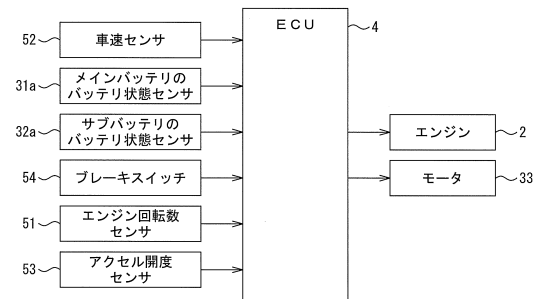 52
車速センサ
ECU
4
31a
メインバッテリの
バッテリ状態センサ
32a
サブバッテリの
バッテリ状態センサ
エンジン
2
54
ブレーキスイッチ
モータ
33
51
エンジン回転数
センサ
53
アクセル開度
センサ